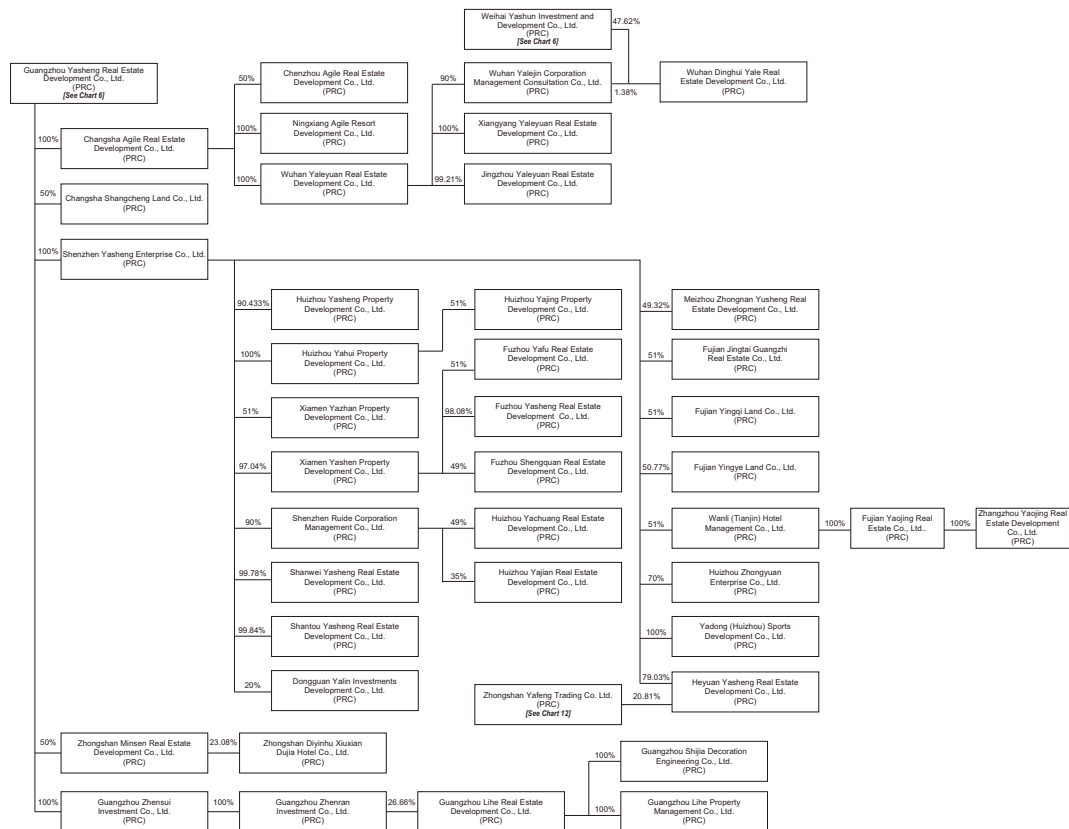 Weihai Yashun Investment and
Development Co., Ltd.
(PRC)
[See Chart 6]
47.62%
Guangzhou Yasheng Real Estate
Development Co., Ltd.
(PRC)
[See Chart 6]
50%
Chenzhou Agile Real Estate
Development Co., Ltd.
(PRC)
90%
Wuhan Yalejin Corporation
Management Consultation Co., Ltd.
(PRC)
1.38%
Wuhan Dinghui Yale Real
Estate Development Co., Ltd.
(PRC)
100%
Changsha Agile Real Estate
Development Co., Ltd.
(PRC)
100%
Ningxiang Agile Resort
Development Co., Ltd.
(PRC)
100%
Xiangyang Yaleyuan Real Estate
Development Co., Ltd.
(PRC)
100%
Wuhan Yaleyuan Real Estate
Development Co., Ltd.
(PRC)
99.21%
Jingzhou Yaleyuan Real Estate
Development Co., Ltd.
(PRC)
50%
Changsha Shangcheng Land Co., Ltd.
(PRC)
100%
Shenzhen Yasheng Enterprise Co., Ltd.
(PRC)
90.433%
Huizhou Yasheng Property
Development Co., Ltd.
(PRC)
51%
Huizhou Yajing Property
Development Co., Ltd.
(PRC)
49.32%
Meizhou Zhongnan Yusheng Real
Estate Development Co., Ltd.
(PRC)
100%
Huizhou Yahui Property
Development Co., Ltd.
(PRC)
51%
Fuzhou Yafu Real Estate
Development Co., Ltd.
(PRC)
51%
Fujian Jingtai Guangzhi
Real Estate Co., Ltd.
(PRC)
51%
Xiamen Yazhan Property
Development Co., Ltd.
(PRC)
98.08%
Fuzhou Yasheng Real Estate
Development Co., Ltd.
(PRC)
51%
Fujian Yingqi Land Co., Ltd.
(PRC)
97.04%
Xiamen Yashen Property
Development Co., Ltd.
(PRC)
49%
Fuzhou Shengquan Real Estate
Development Co., Ltd.
(PRC)
50.77%
Fujian Yingye Land Co., Ltd.
(PRC)
90%
Shenzhen Ruide Corporation
Management Co., Ltd.
(PRC)
49%
Huizhou Yachuang Real Estate
Development Co., Ltd.
(PRC)
51%
Wanli (Tianjin) Hotel
Management Co., Ltd.
(PRC)
100%
Fujian Yaojing Real
Estate Co., Ltd..
(PRC)
100%
Zhangzhou Yaojing Real
Estate Development
Co., Ltd.
(PRC)
99.78%
Shanwei Yasheng Real Estate
Development Co., Ltd.
(PRC)
35%
Huizhou Yajian Real Estate
Development Co., Ltd.
(PRC)
70%
Huizhou Zhongyuan
Enterprise Co., Ltd.
(PRC)
99.84%
Shantou Yasheng Real Estate
Development Co., Ltd.
(PRC)
100%
Yadong (Huizhou) Sports
Development Co., Ltd.
(PRC)
20%
Dongguan Yalin Investments
Development Co., Ltd.
(PRC)
Zhongshan Yafeng Trading Co. Ltd.
(PRC)
[See Chart 12]
20.81%
79.03%
Heyuan Yasheng Real Estate
Development Co., Ltd.
(PRC)
50%
Zhongshan Minsen Real Estate
Development Co., Ltd.
(PRC)
23.08%
Zhongshan Diyinhu Xiuxian
Dujia Hotel Co., Ltd.
(PRC)
100%
Guangzhou Shijia Decoration
Engineering Co., Ltd.
(PRC)
100%
Guangzhou Zhensui
Investment Co., Ltd.
(PRC)
100%
Guangzhou Zhenran
Investment Co., Ltd.
(PRC)
26.66%
Guangzhou Lihe Real Estate
Development Co., Ltd.
(PRC)
100%
Guangzhou Lihe Property
Management Co., Ltd.
(PRC)